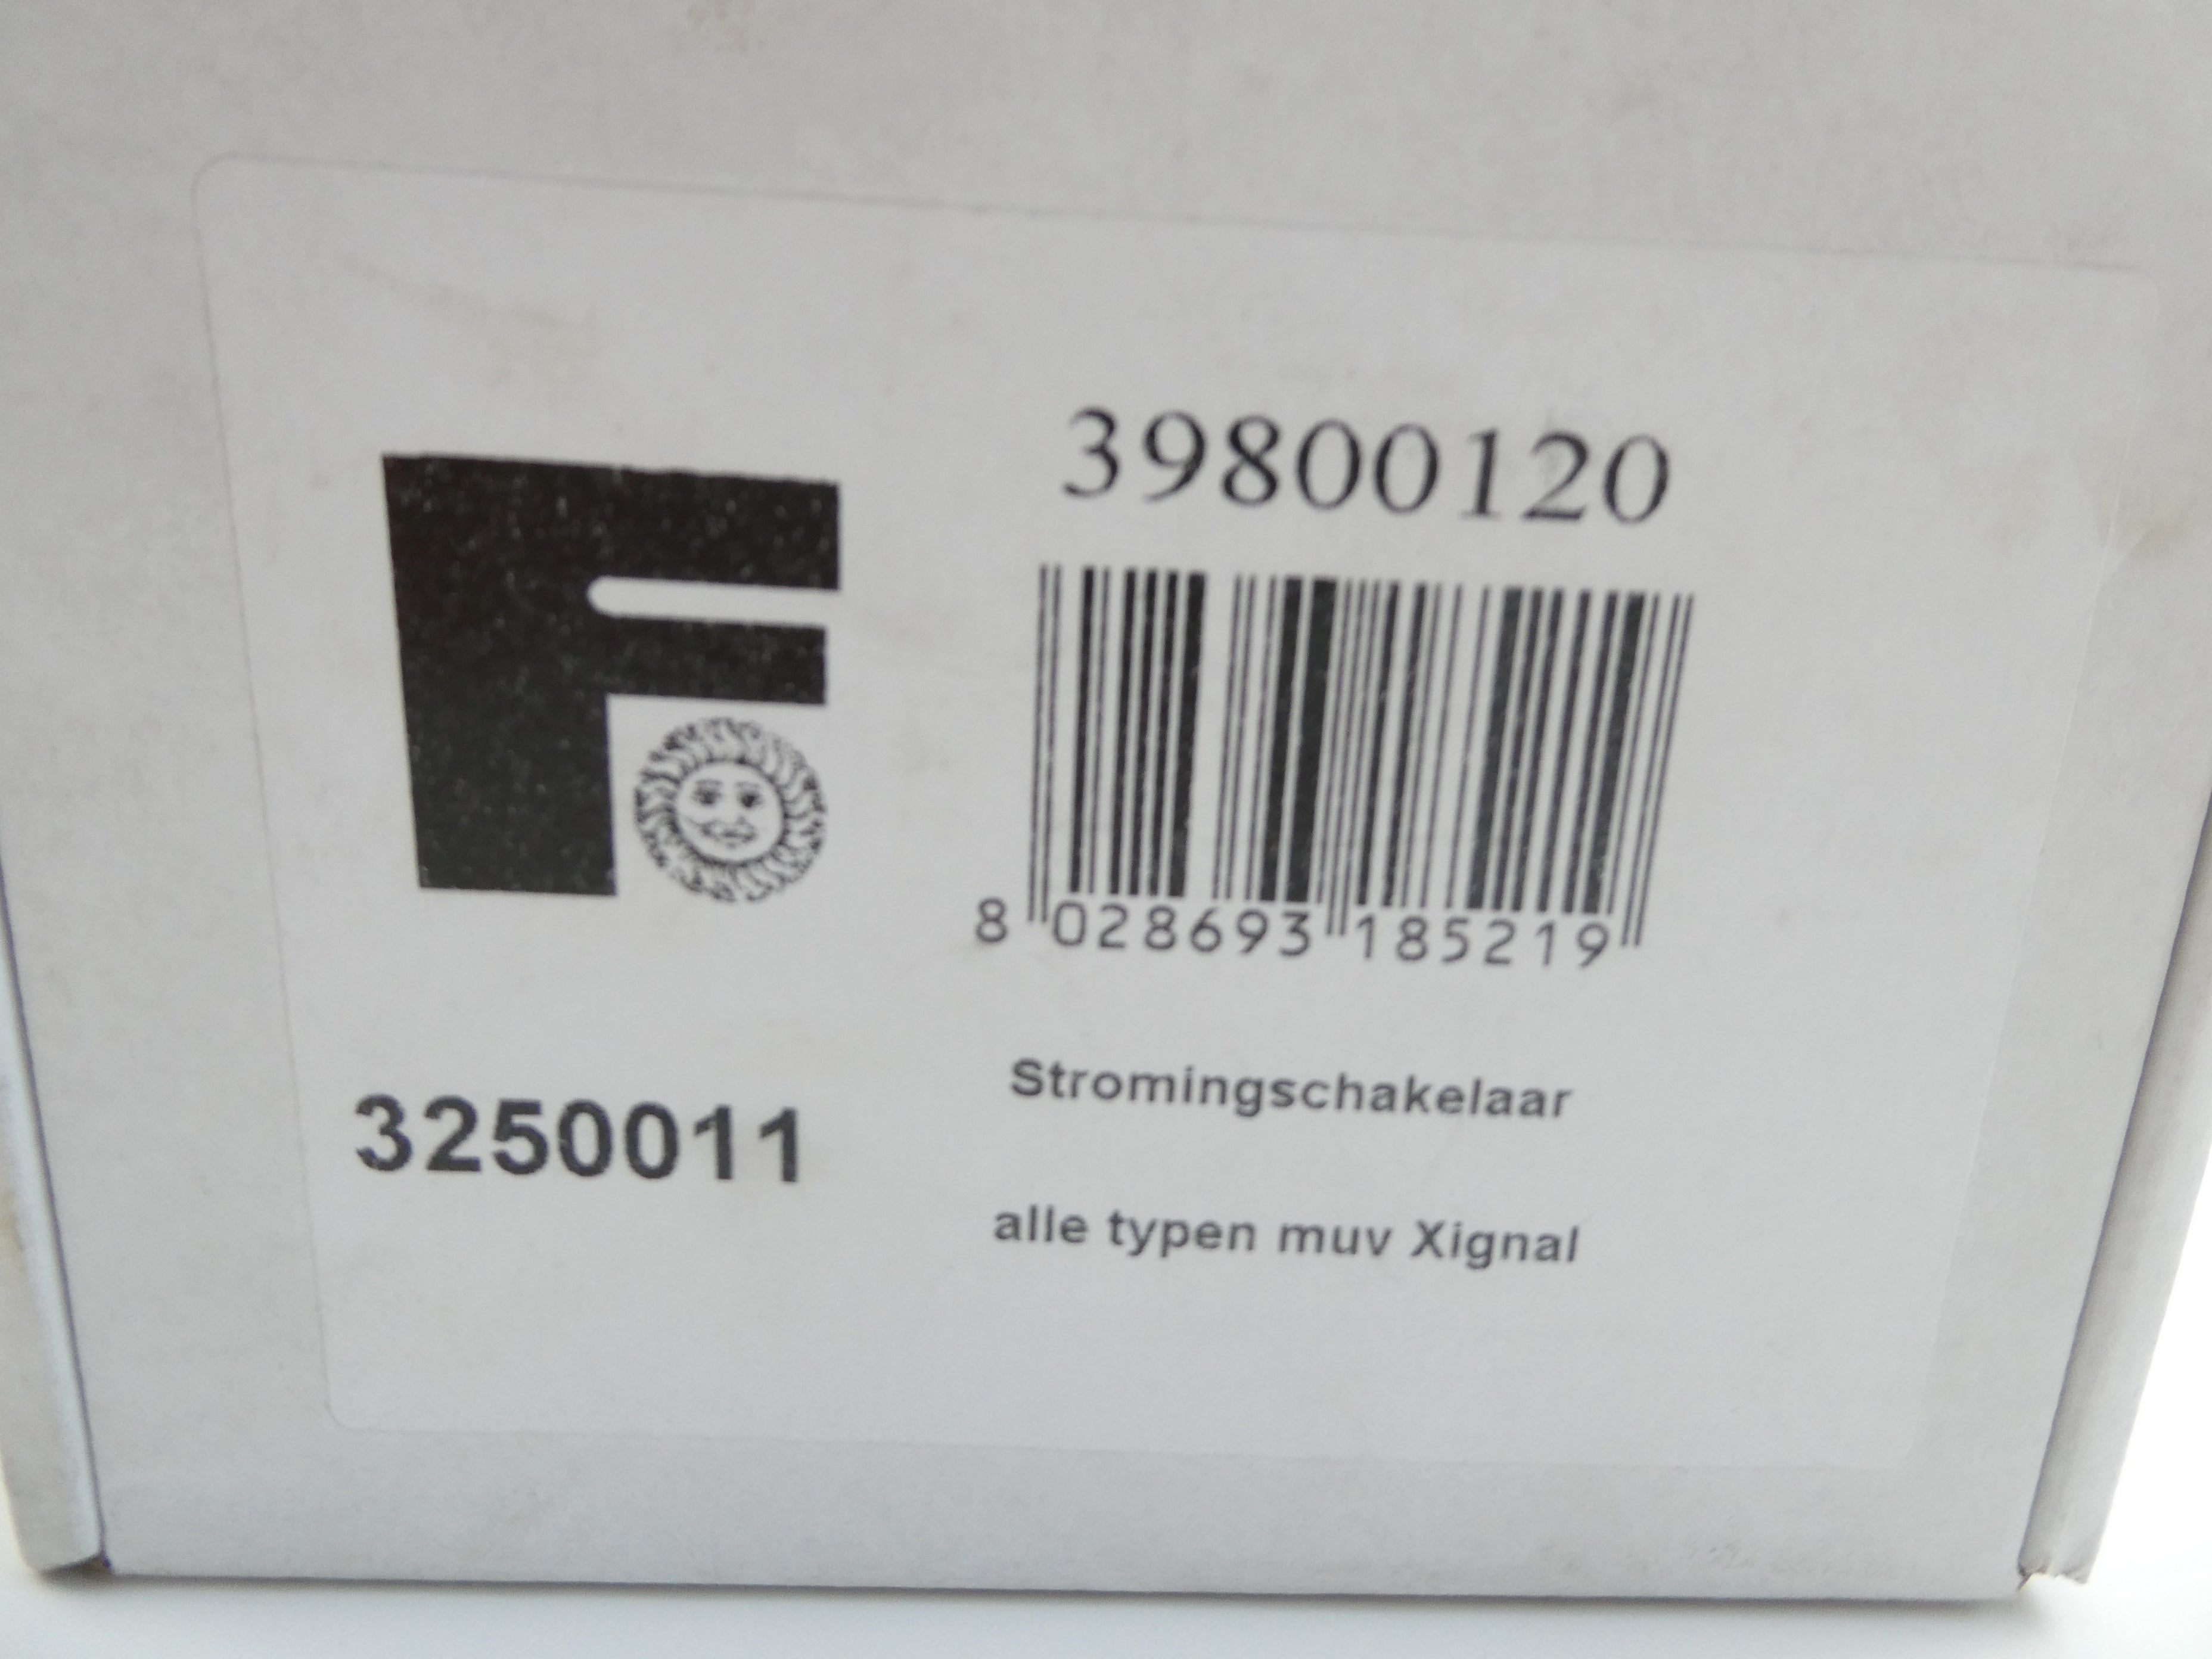 F
39800120
8 028693 185219
3250011
Stromingschakelaar
alle typen muv Xignal